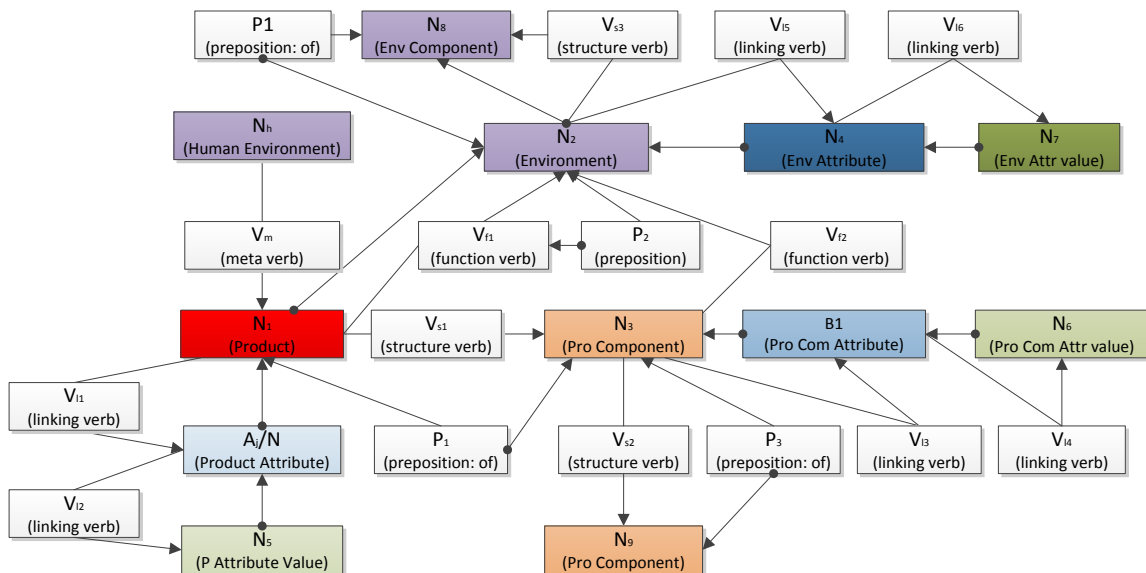 P1
(preposition: of)
N8
(Env Component)
Vs3
(structure verb)
Vl5
(linking verb)
Vl6
(linking verb)
Nh
(Human Environment)
N2
(Environment)
N4
(Env Attribute)
N7
(Env Attr value)
Vm
(meta verb)
Vf1
(function verb)
P2
(preposition)
Vf2
(function verb)
N1
(Product)
Vs1
(structure verb)
N3
(Pro Component)
B1
(Pro Com Attribute)
N6
(Pro Com Attr value)
Vl1
(linking verb)
Aj/N
(Product Attribute)
P1
(preposition: of)
Vs2
(structure verb)
P3
(preposition: of)
Vl3
(linking verb)
Vl4
(linking verb)
Vl2
(linking verb)
N5
(P Attribute Value)
N9
(Pro Component)